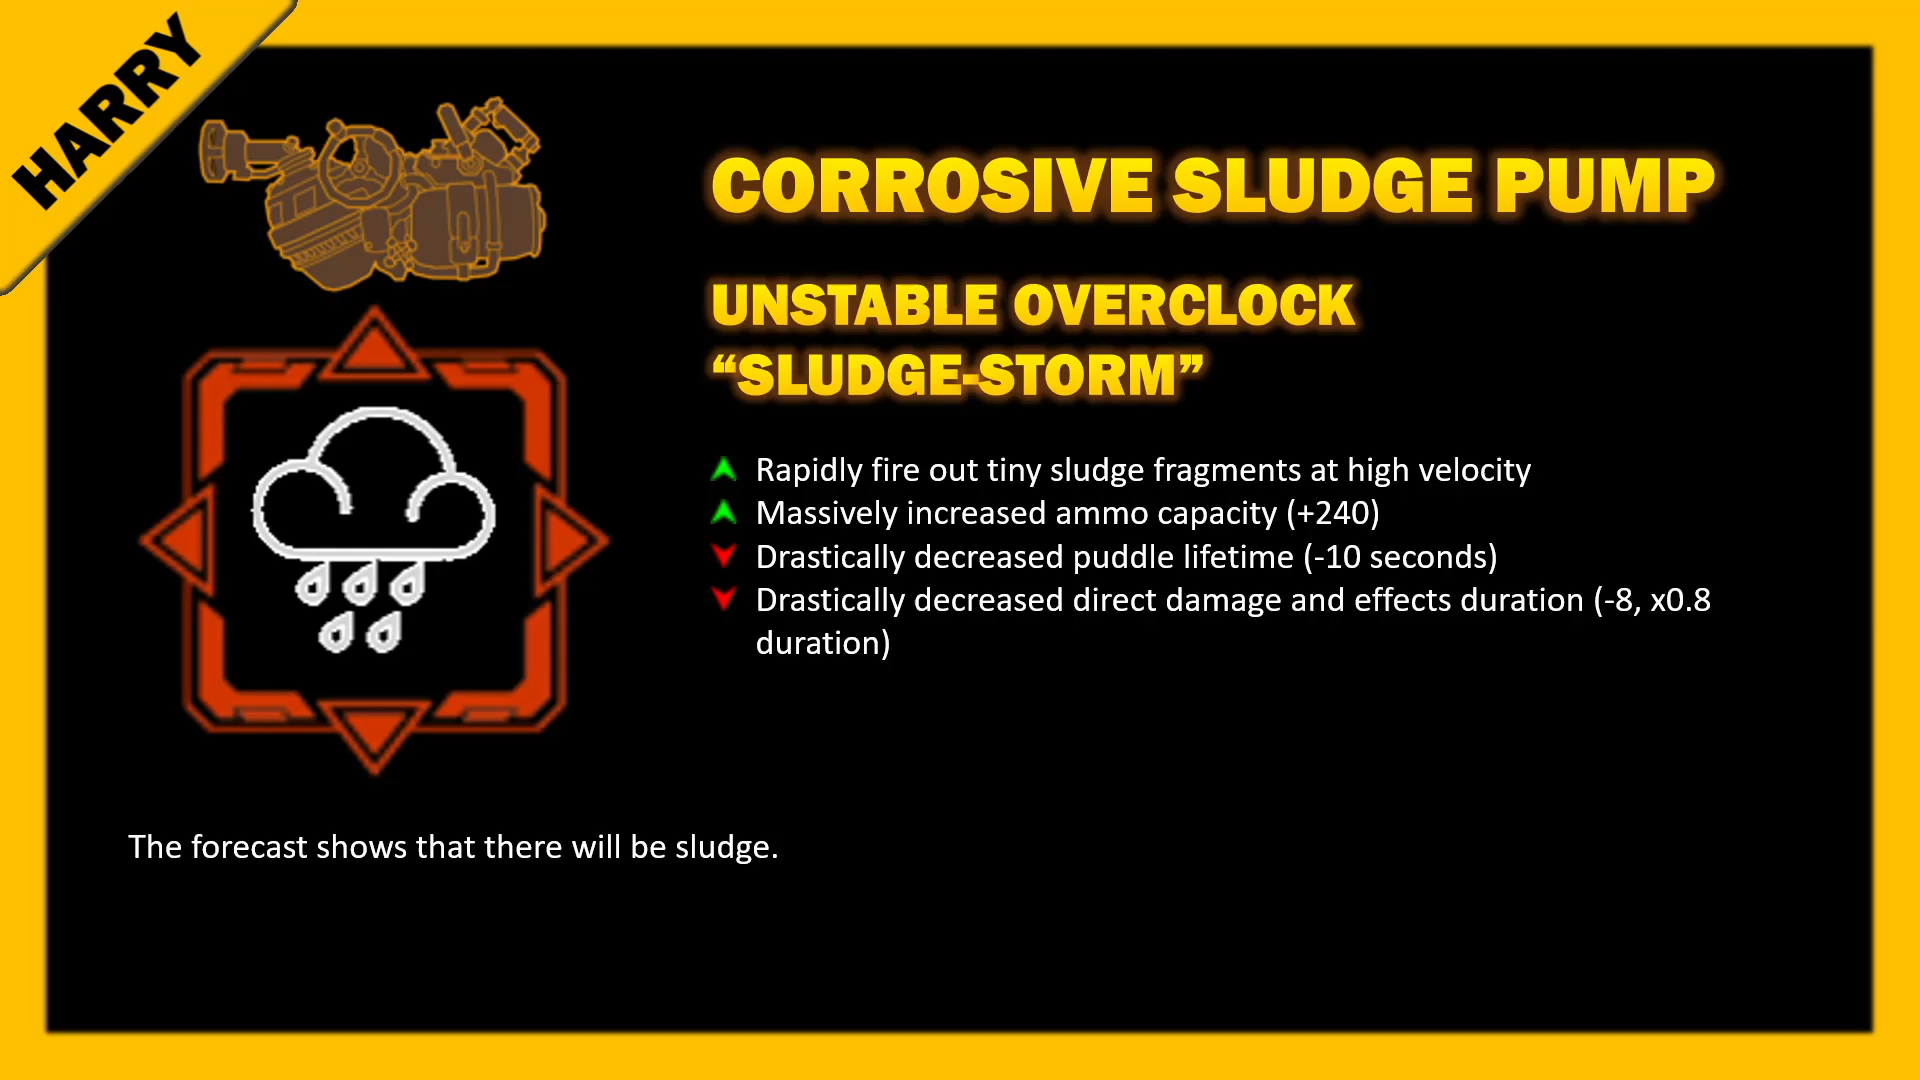 HARRY
CORROSIVE SLUDGE PUMP
UNSTABLE OVERCLOCK
“SLUDGE-STORM”
Rapidly fire out tiny sludge fragments at high velocity
Massively increased ammo capacity (+240)
Drastically decreased puddle lifetime (-10 seconds)
Drastically decreased direct damage and effects duration (-8, x0.8
duration)
The forecast shows that there will be sludge.